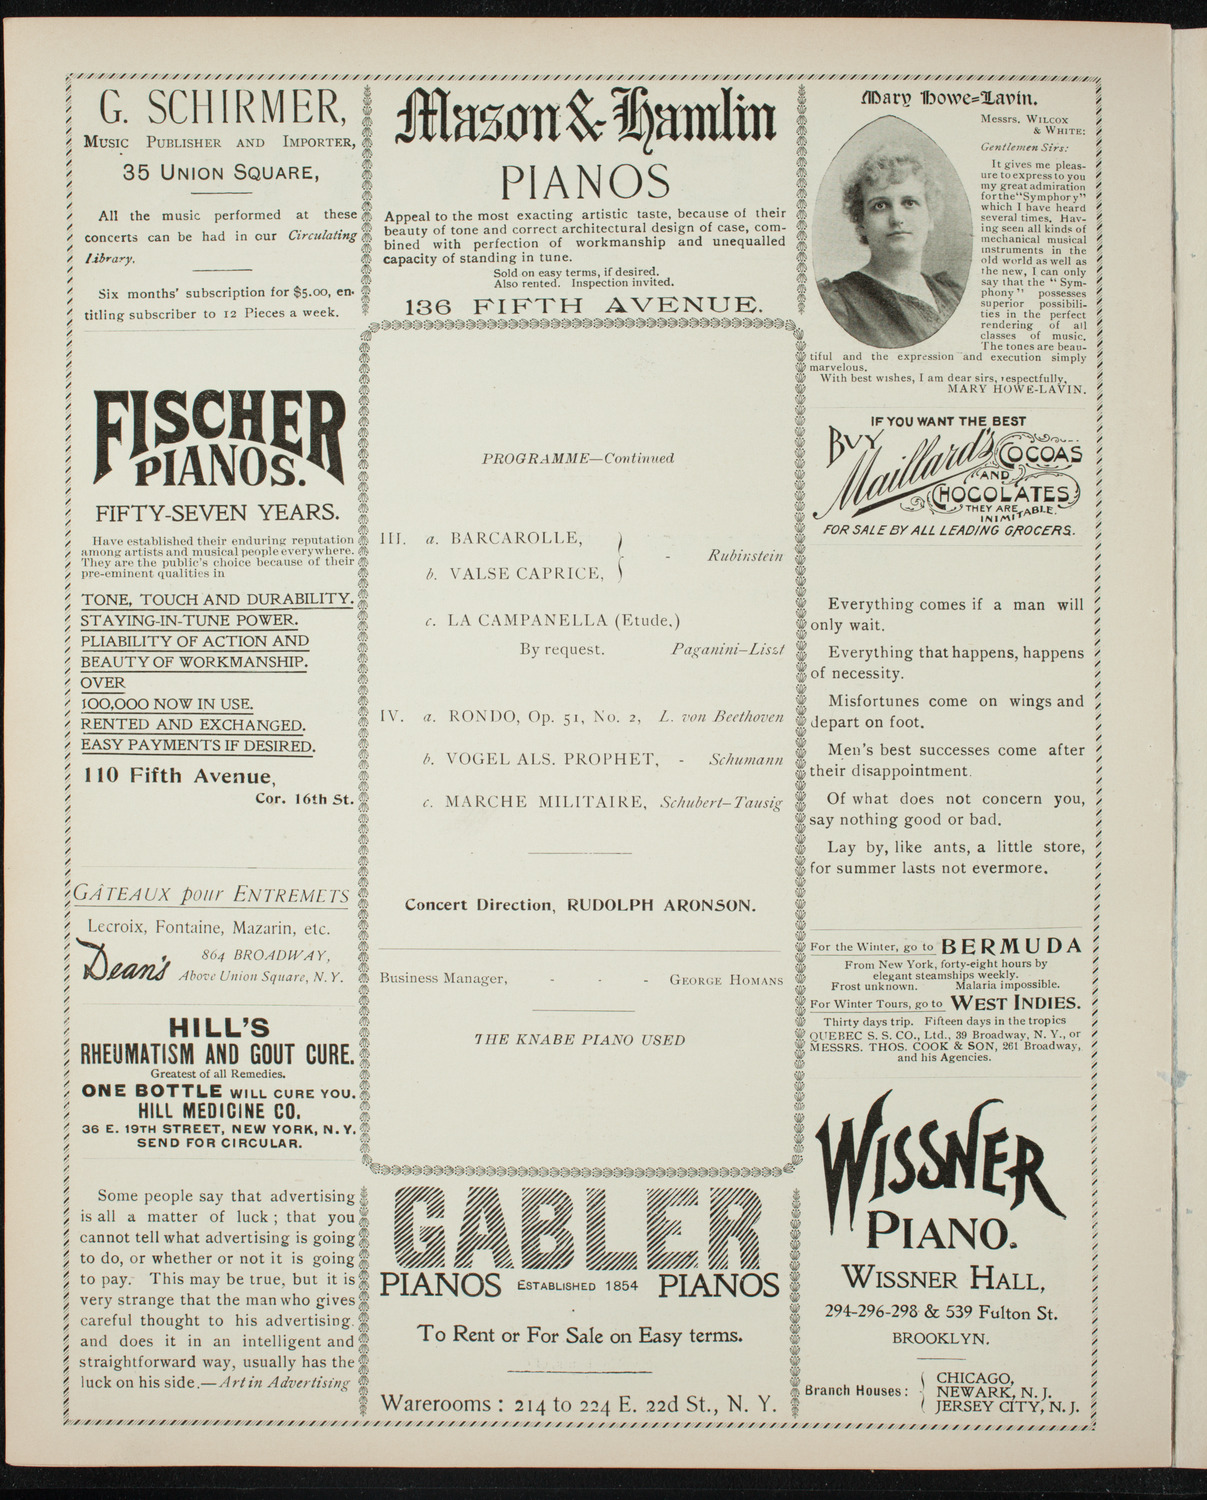 G. SCHIRMER,
MUSIC PUBLISHER AND IMPORTER,
35 UNION SQUARE,
All the music performed at these
concerts can be had in our Circulating
Library.
Six months' subscription for $5.00, en-
titling subscriber to 12 Pieces a week.
FISCHER
PIANOS.
FIFTY-SEVEN YEARS.
Have established their enduring reputation
among artists and musical people everywhere.
They are the public's choice because of their
pre-eminent qualities in
TONE, TOUCH AND DURABILITY.
STAYING-IN-TUNE POWER.
PLIABILITY OF ACTION AND
BEAUTY OF WORKMANSHIP.
OVER
100,000 NOW IN USE.
RENTED AND EXCHANGED.
EASY PAYMENTS IF DESIRED.
110 Fifth Avenue,
Cor. 16th St.
GÂTEAUX pour ENTREMETS
Lecroix, Fontaine, Mazarin, etc.
Dean's
864 BROADWAY,
Above Union Square, N. Y.
HILL'S
RHEUMATISM AND GOUT CURE.
Greatest of all Remedies.
ONE BOTTLE WILL CURE YOU.
HILL MEDICINE CO.
36 E. 19TH STREET, NEW YORK, N. Y.
SEND FOR CIRCULAR.
Some people say that advertising
is all a matter of luck; that you
cannot tell what advertising is going
to do, or whether or not it is going
to pay. This may be true, but it is
very strange that the man who gives
careful thought to his advertising.
and does it in an intelligent and
straightforward way, usually has the
luck on his side.—Art in Advertising
Mason & Hamlin
PIANOS
Appeal to the most exacting artistic taste, because of their
beauty of tone and correct architectural design of case, com-
bined with perfection of workmanship and unequalled
capacity of standing in tune.
Sold on easy terms, if desired.
Also rented. Inspection invited.
136 FIFTH AVENUE.
PROGRAMME—Continued
III. a. BARCAROLLE,
b. VALSE CAPRICE, } - Rubinstein
c. LA CAMPANELLA (Etude,)
By request. Paganini–Liszt
IV. a. RONDO, Op. 51, No. 2, L. von Beethoven
b. VOGEL ALS. PROPHET, - Schumann
c. MARCHE MILITAIRE, Schubert–Tausig
Concert Direction, RUDOLPH ARONSON.
Business Manager, - - - GEORGE HOMANS
THE KNABE PIANO USED
GABLER
PIANOS ESTABLISHED 1854 PIANOS
To Rent or For Sale on Easy terms.
Warerooms: 214 to 224 E. 22d St., N. Y.
Mary Howe=Lavin.
Messrs. WILCOX
& WHITE:
Gentlemen Sirs:
It gives me pleas-
ure to express to you
my great admiration
for the "Symphory"
which I have heard
several times. Hav-
ing seen all kinds of
mechanical musical
instruments in the
old world as well as
the new, I can only
say that the "Sym-
phony" possesses
superior possibili-
ties in the perfect
rendering of all
classes of music.
The tones are beau-
tiful and the expression and execution simply
marvelous.
With best wishes, I am dear sirs, respectfully,
MARY HOWE-LAVIN.
IF YOU WANT THE BEST
BUY
Maillard's
COCOAS
AND
CHOCOLATES
THEY ARE
INIMITABLE.
FOR SALE BY ALL LEADING GROCERS.
Everything comes if a man will
only wait.
Everything that happens, happens
of necessity.
Misfortunes come on wings and
depart on foot.
Men's best successes come after
their disappointment.
Of what does not concern you,
say nothing good or bad.
Lay by, like ants, a little store,
for summer lasts not evermore.
For the Winter, go to BERMUDA
From New York, forty-eight hours by
elegant steamships weekly.
Frost unknown. Malaria impossible.
For Winter Tours, go to WEST INDIES.
Thirty days trip. Fifteen days in the tropics
QUEBEC S. S. CO., Ltd., 39 Broadway, N. Y., or
MESSRS. THOS. COOK & SON, 261 Broadway,
and his Agencies.
WISSNER
PIANO.
WISSNER HALL,
294-296-298 & 539 Fulton St.
BROOKLYN.
Branch Houses: { CHICAGO,
NEWARK, N. J.
JERSEY CITY, N. J.